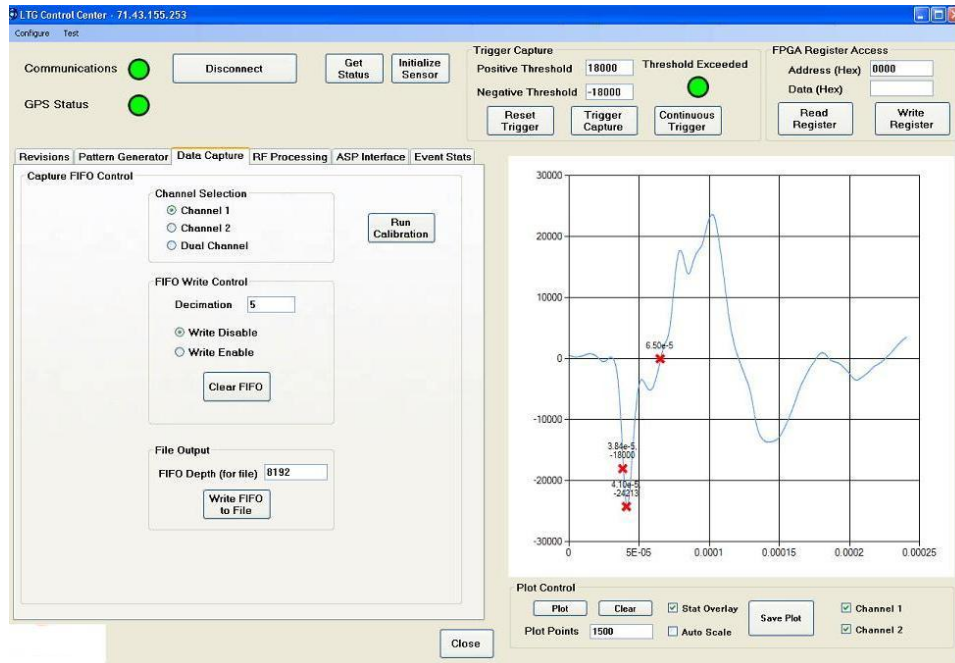 LTG Control Center - 71.43.155.253
Configure Test
Communications
Disconnect
Get
Status
Initialize
Sensor
GPS Status
Trigger Capture
Positive Threshold 18000
Negative Threshold -18000
Threshold Exceeded
Reset
Trigger
Trigger
Capture
Continuous
Trigger
FPGA Register Access
Address (Hex) 0000
Data (Hex)
Read
Register
Write
Register
Revisions Pattern Generator Data Capture RF Processing ASP Interface Event Stats
Capture FIFO Control
Channel Selection
Channel 1
Channel 2
Dual Channel
Run
Calibration
FIFO Write Control
Decimation 5
Write Disable
Write Enable
Clear FIFO
File Output
FIFO Depth (for file) 8192
Write FIFO
to File
30000
20000
10000
0
-10000
-20000
-30000
6.50e-5
3.84e-5,
-18000
4.10e-5,
-24213
0 5E-05 0.0001 0.00015 0.0002 0.00025
Plot Control
Plot Clear
Stat Overlay
Save Plot
Channel 1
Plot Points 1500
Auto Scale
Channel 2
Close